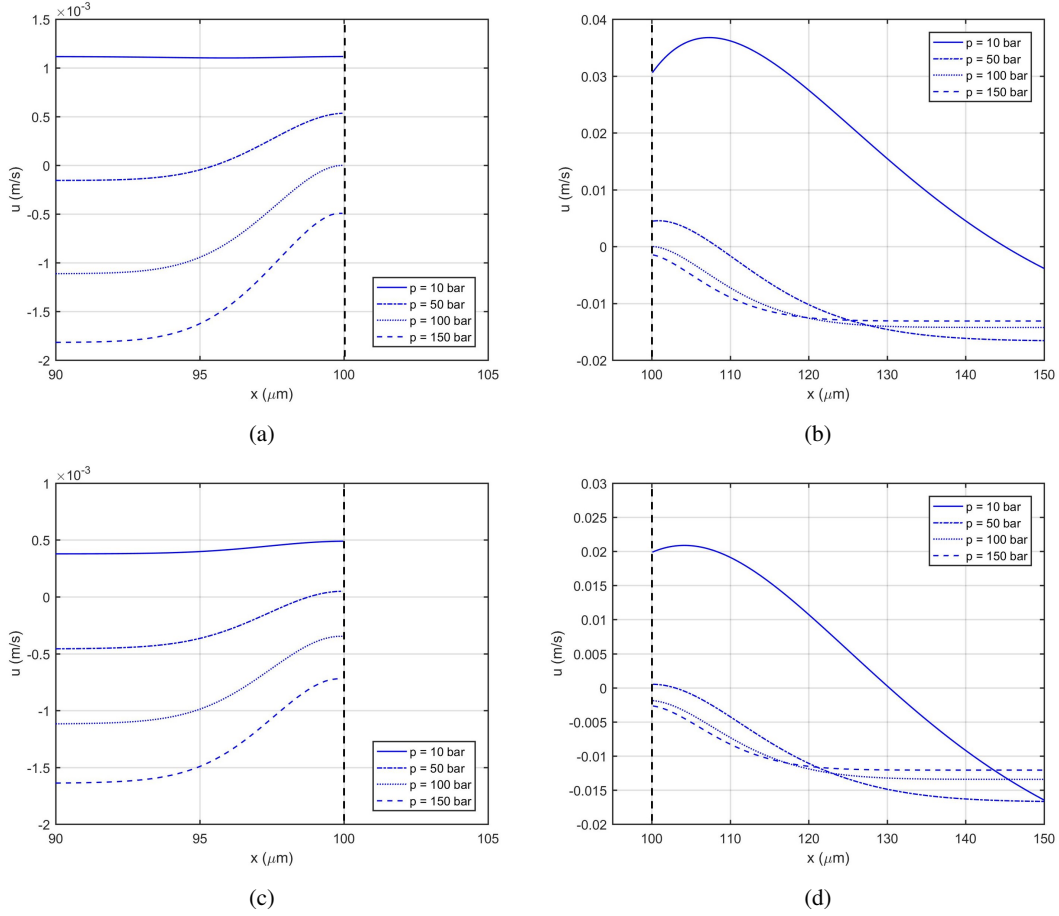 ×10⁻³
1.5
1
0.5
0
-0.5
-1
-1.5
-2
u (m/s)
90 95 100 105
x (μm)
p = 10 bar
p = 50 bar
p = 100 bar
p = 150 bar
(a)
0.04
0.03
0.02
0.01
0
-0.01
-0.02
u (m/s)
100 110 120 130 140 150
x (μm)
p = 10 bar
p = 50 bar
p = 100 bar
p = 150 bar
(b)
×10⁻³
1
0.5
0
-0.5
-1
-1.5
-2
u (m/s)
90 95 100 105
x (μm)
p = 10 bar
p = 50 bar
p = 100 bar
p = 150 bar
(c)
0.03
0.025
0.02
0.015
0.01
0.005
0
-0.005
-0.01
-0.015
-0.02
u (m/s)
100 110 120 130 140 150
x (μm)
p = 10 bar
p = 50 bar
p = 100 bar
p = 150 bar
(d)